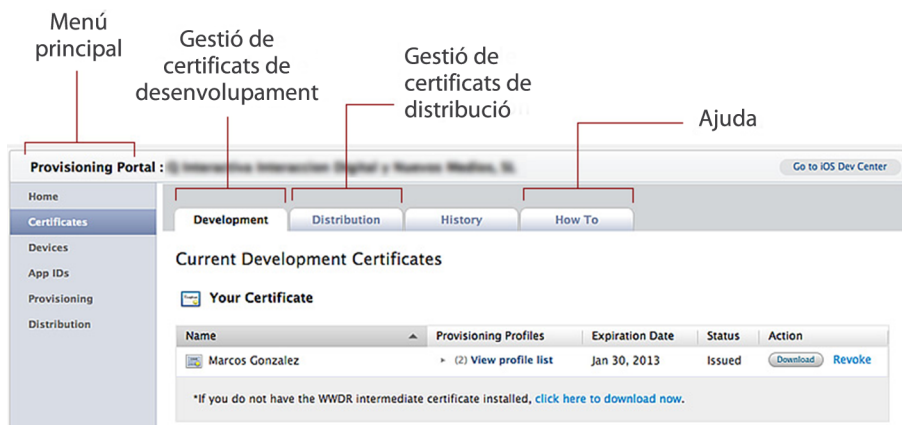 Menú
principal
Gestió de
certificats de
desenvolupament
Gestió de
certificats de
distribució
Ajuda
Provisioning Portal :
Go to iOS Dev Center
Home
Certificates
Devices
App IDs
Provisioning
Distribution
Development Distribution History How To
Current Development Certificates
Your Certificate
Name Provisioning Profiles Expiration Date Status Action
Marcos Gonzalez (2) View profile list Jan 30, 2013 Issued Download Revoke
*If you do not have the WWDR intermediate certificate installed, click here to download now.